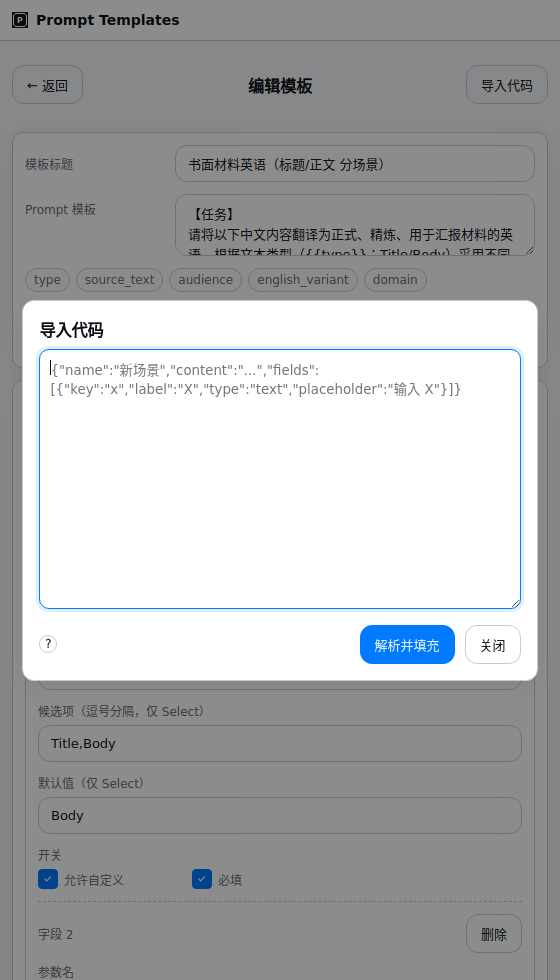 P Prompt Templates
← 返回
编辑模板
导入代码
模板标题
书面材料英语（标题/正文 分场景）
Prompt 模板
【任务】
请将以下中文内容翻译为正式、精炼、用于汇报材料的英
语，根据文本类型（{{type}}：Title/Body）采用不同
type
source_text
audience
english_variant
domain
导入代码
{"name":"新场景","content":"...","fields":
[{"key":"x","label":"X","type":"text","placeholder":"输入 X"}]}
?
解析并填充
关闭
候选项（逗号分隔，仅 Select）
Title,Body
默认值（仅 Select）
Body
开关
允许自定义
必填
字段 2
删除
参数名